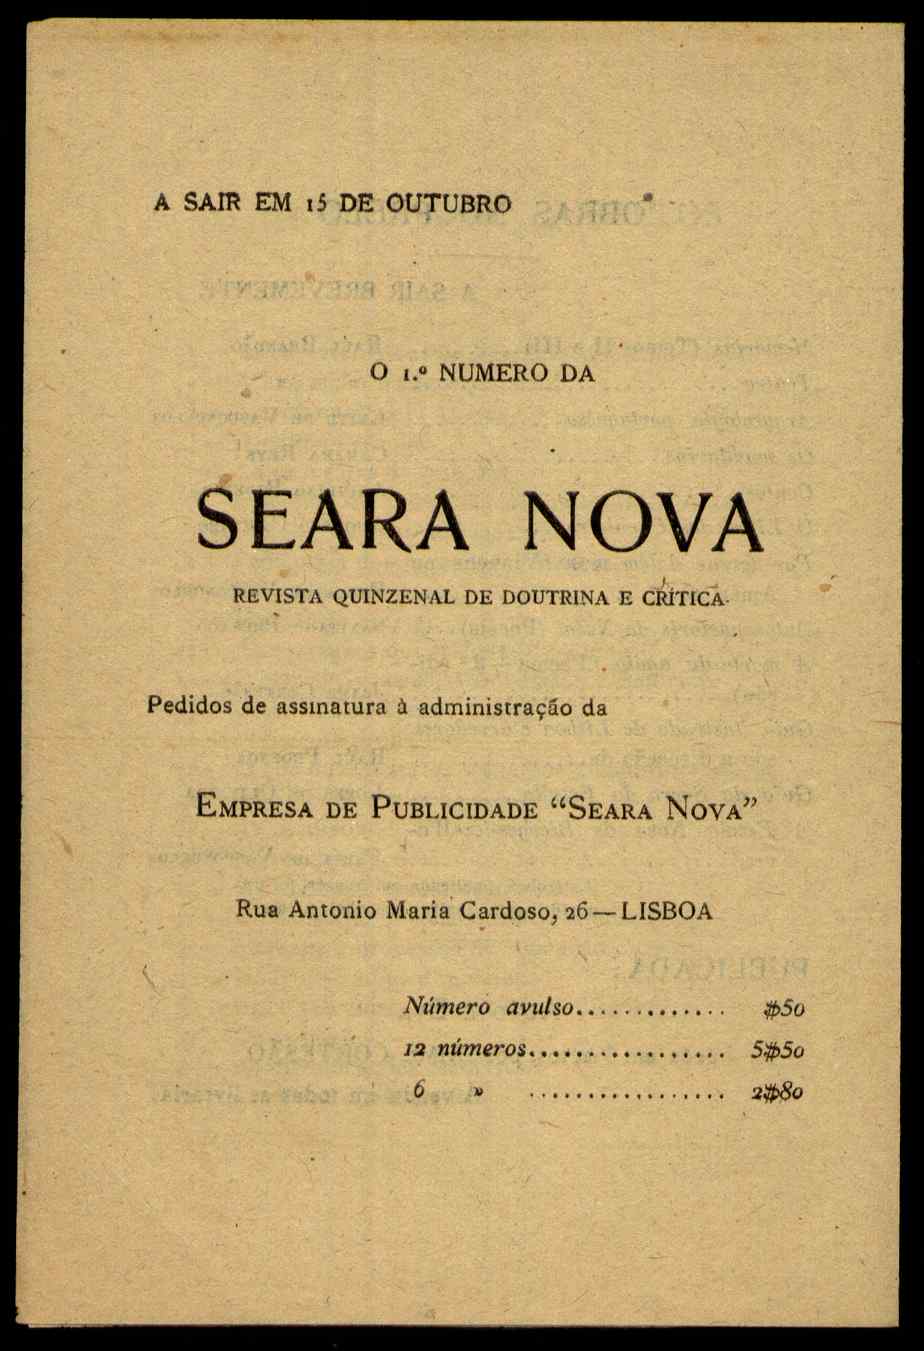 A SAIR EM 15 DE OUTUBRO
O 1.º NUMERO DA
SEARA NOVA
REVISTA QUINZENAL DE DOUTRINA E CRÍTICA
Pedidos de assinatura à administração da
EMPRESA DE PUBLICIDADE “SEARA NOVA”
Rua Antonio Maria Cardoso, 26—LISBOA
Número avulso............. $50
12 números................. 5$50
6 » ................. 2$80